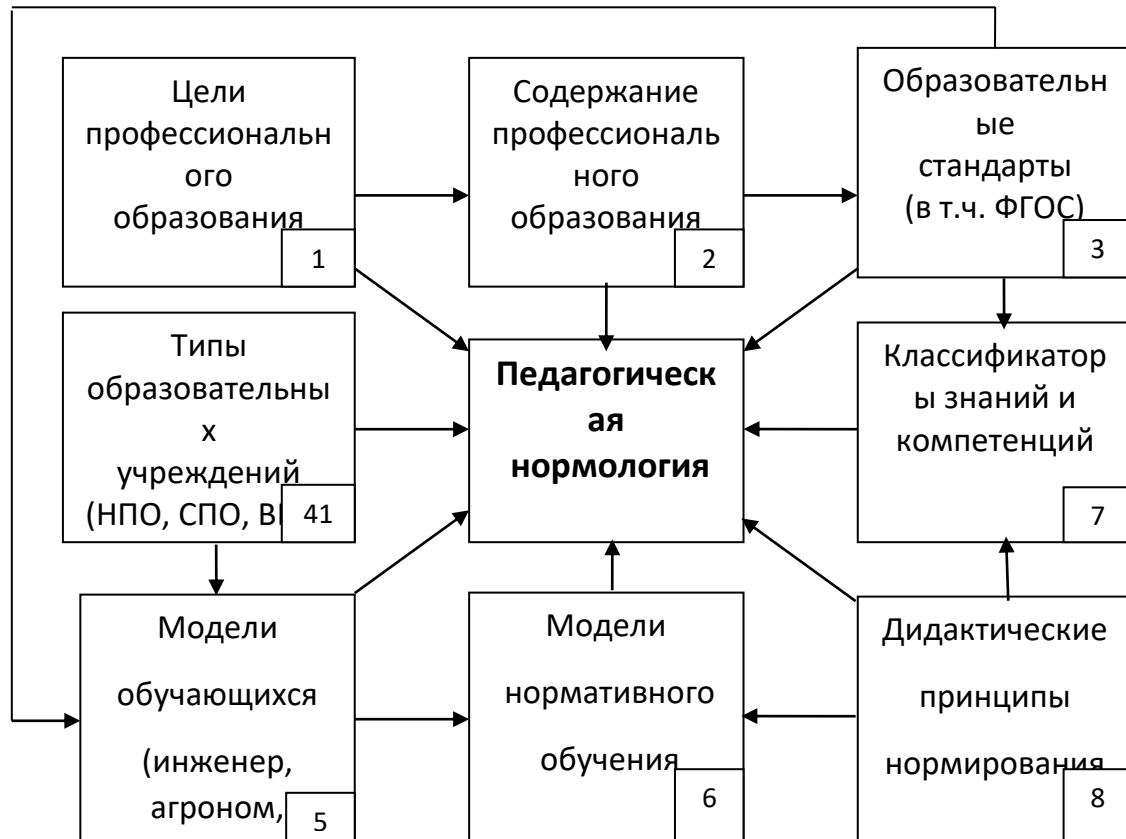 Цели
профессиональн
ого
образования
1
Содержание
профессиональ
ного
образования
2
Образовательн
ые
стандарты
(в т.ч. ФГОС)
3
Типы
образовательны
х
учреждений
(НПО, СПО,
41
Педагогическ
ая
нормология
Классификатор
ы знаний и
компетенций
7
Модели
обучающихся
(инженер,
агроном,
5
Модели
нормативного
обучения
6
Дидактические
принципы
нормирования
8